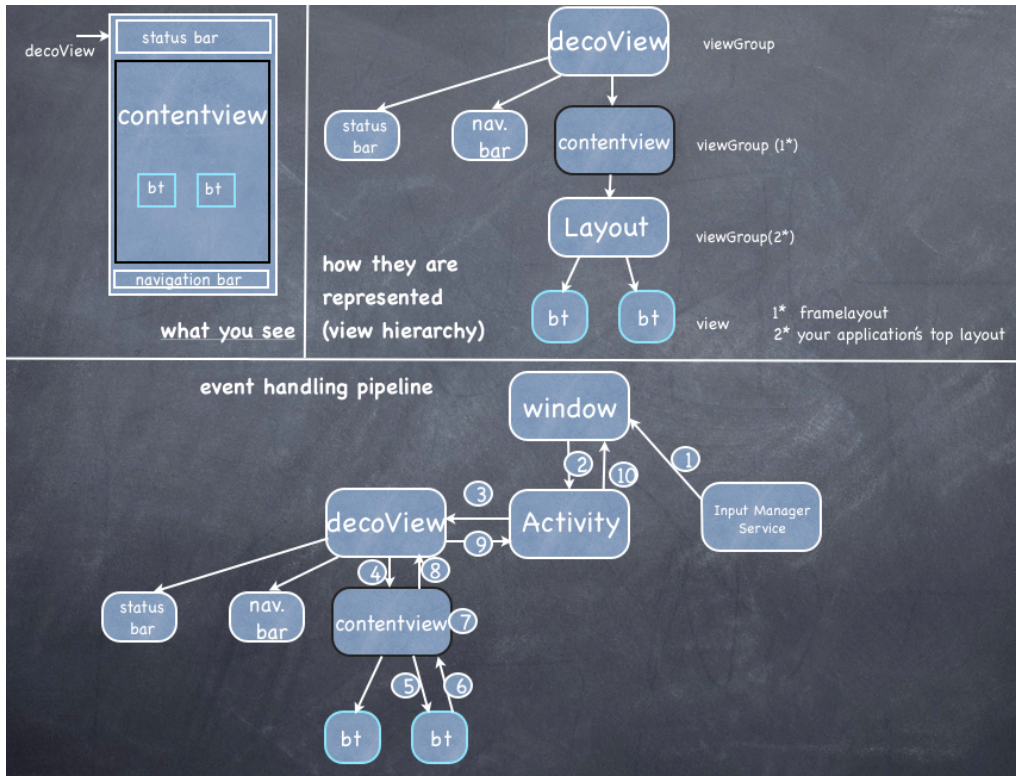 decoView
status bar
contentview
bt
bt
navigation bar
what you see
decoView
viewGroup
status
bar
nav.
bar
contentview
viewGroup (1*)
Layout
viewGroup(2*)
how they are
represented
(view hierarchy)
bt
bt
view
1* framelayout
2* your application's top layout
event handling pipeline
window
1
2
10
3
decoView
Activity
Input Manager
Service
9
4
8
status
bar
nav.
bar
contentview
7
5
6
bt
bt